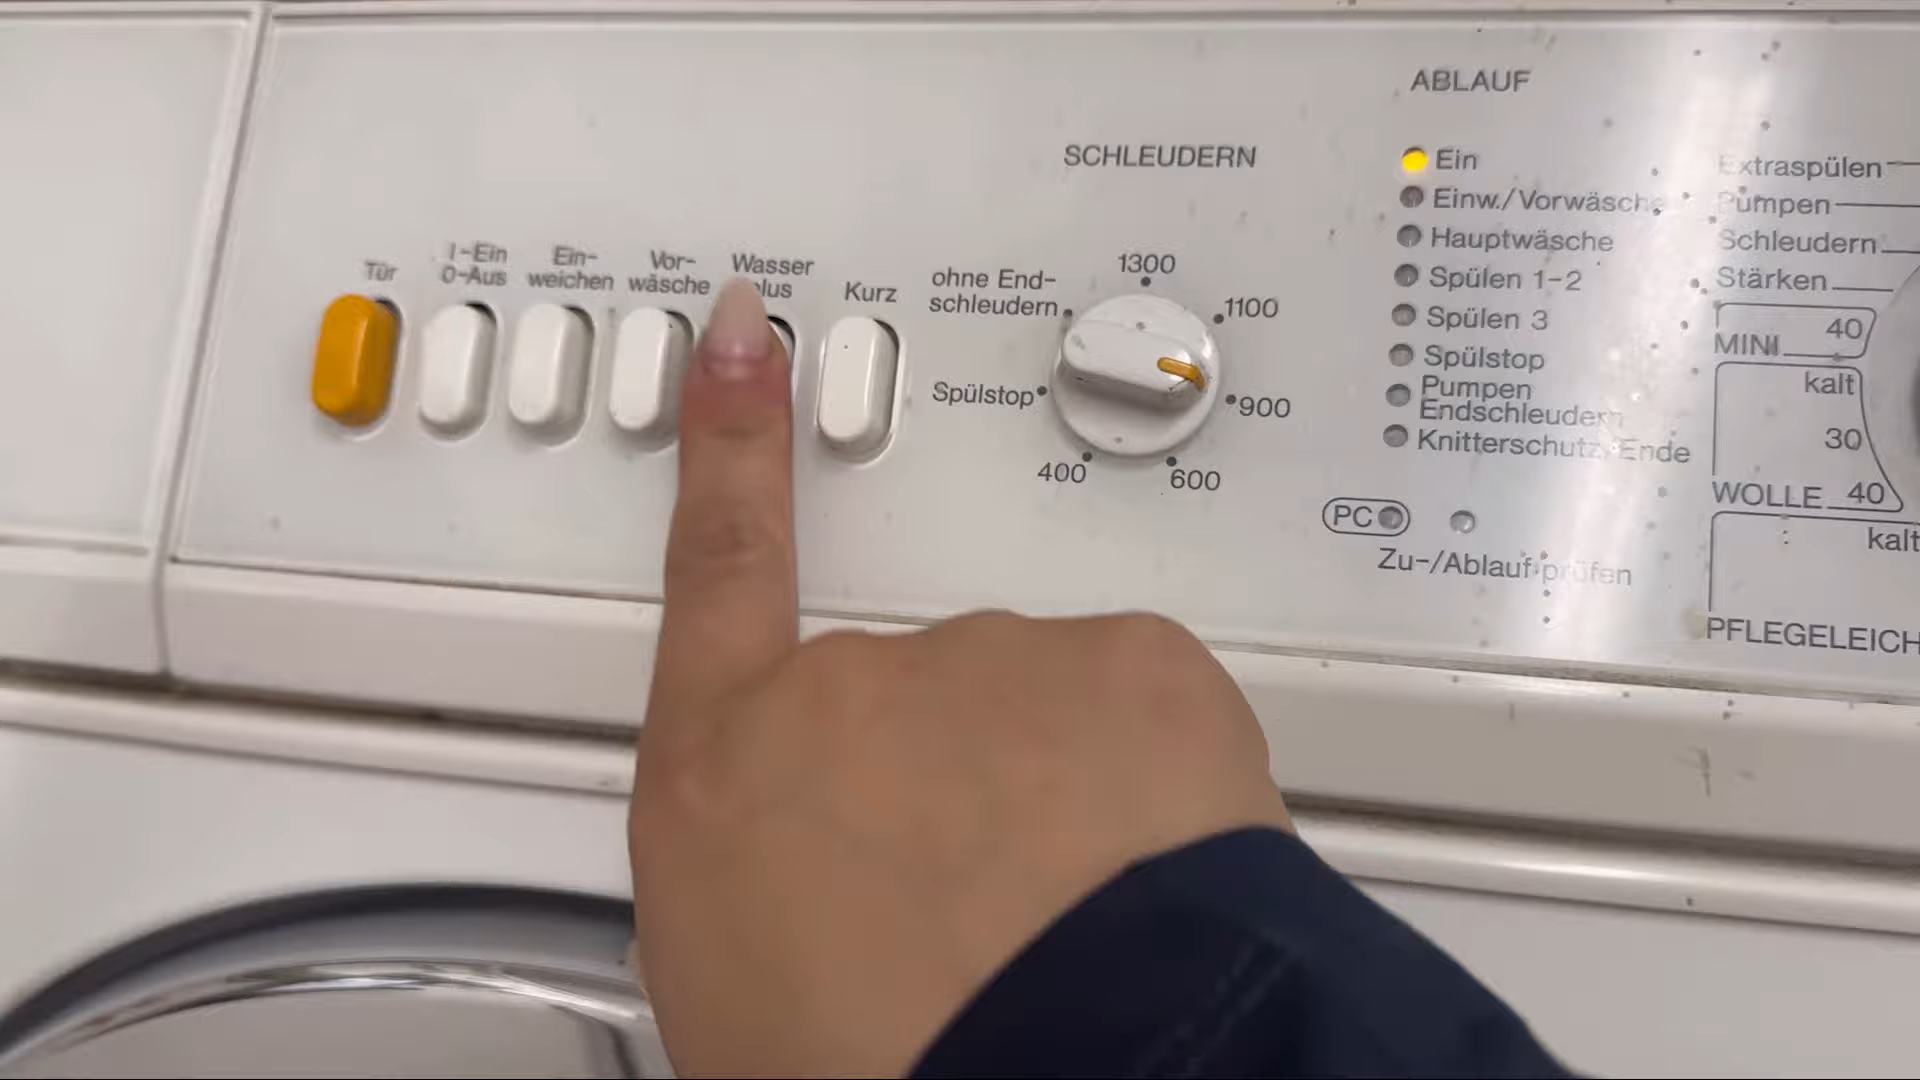 Tür
I-Ein
0-Aus
Ein-
weichen
Vor-
wäsche
Wasser
plus
Kurz
SCHLEUDERN
ohne End-
schleudern
1300
1100
900
600
400
Spülstop
ABLAUF
Ein
Einw./Vorwäsche
Hauptwäsche
Spülen 1-2
Spülen 3
Spülstop
Pumpen
Endschleudern
Knitterschutz/Ende
PC
Zu-/Ablauf prüfen
Extraspülen
Pumpen
Schleudern
Stärken
40
MINI
kalt
30
WOLLE 40
kalt
PFLEGELEICH